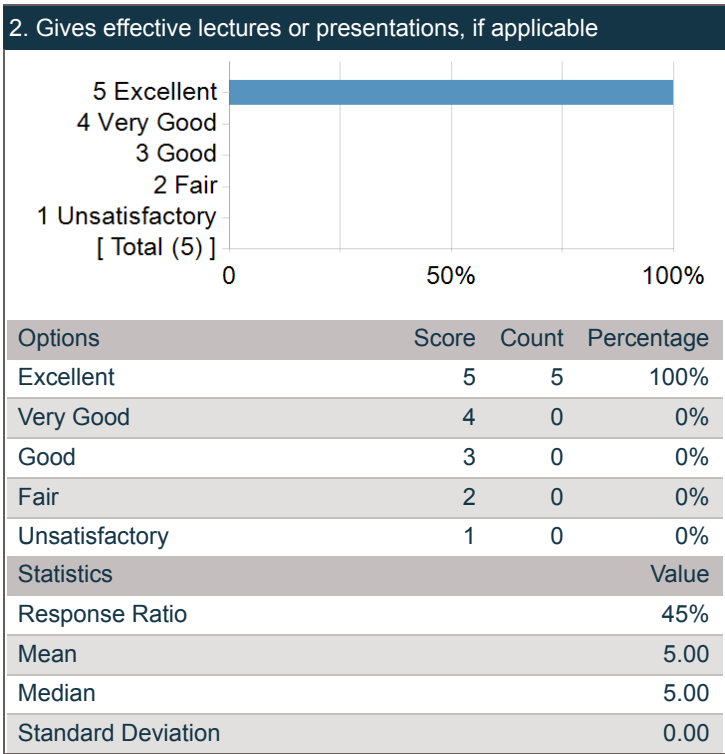 2. Gives effective lectures or presentations, if applicable
5 Excellent
4 Very Good
3 Good
2 Fair
1 Unsatisfactory
[ Total (5) ]
0 50% 100%
Options Score Count Percentage
Excellent 5 5 100%
Very Good 4 0 0%
Good 3 0 0%
Fair 2 0 0%
Unsatisfactory 1 0 0%
Statistics Value
Response Ratio 45%
Mean 5.00
Median 5.00
Standard Deviation 0.00